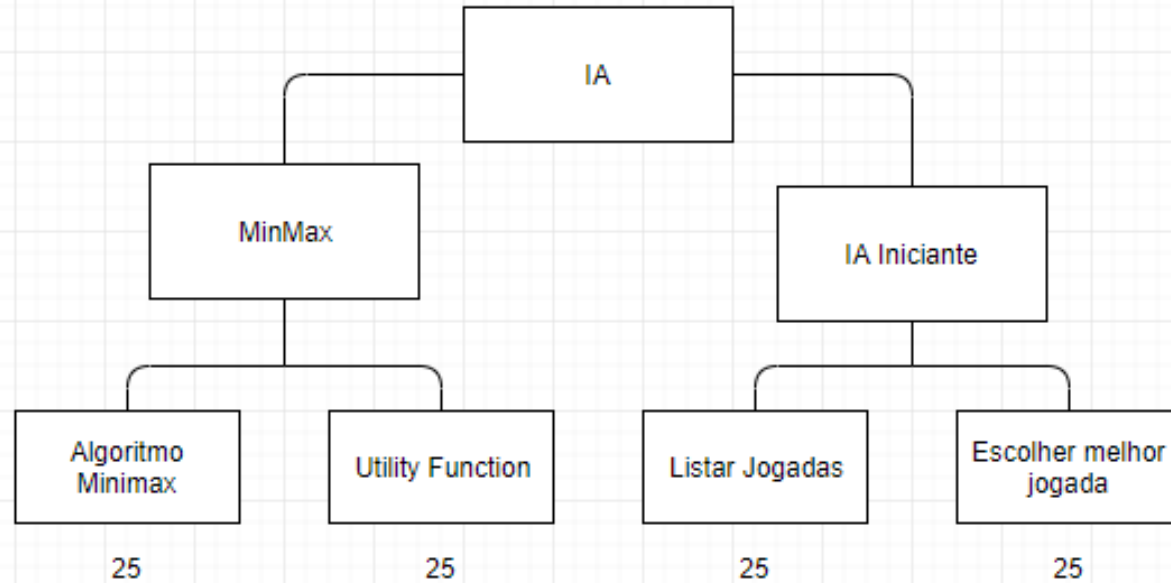 IA
MinMax
IA Iniciante
Algoritmo
Minimax
Utility Function
Listar Jogadas
Escolher melhor
jogada
25
25
25
25